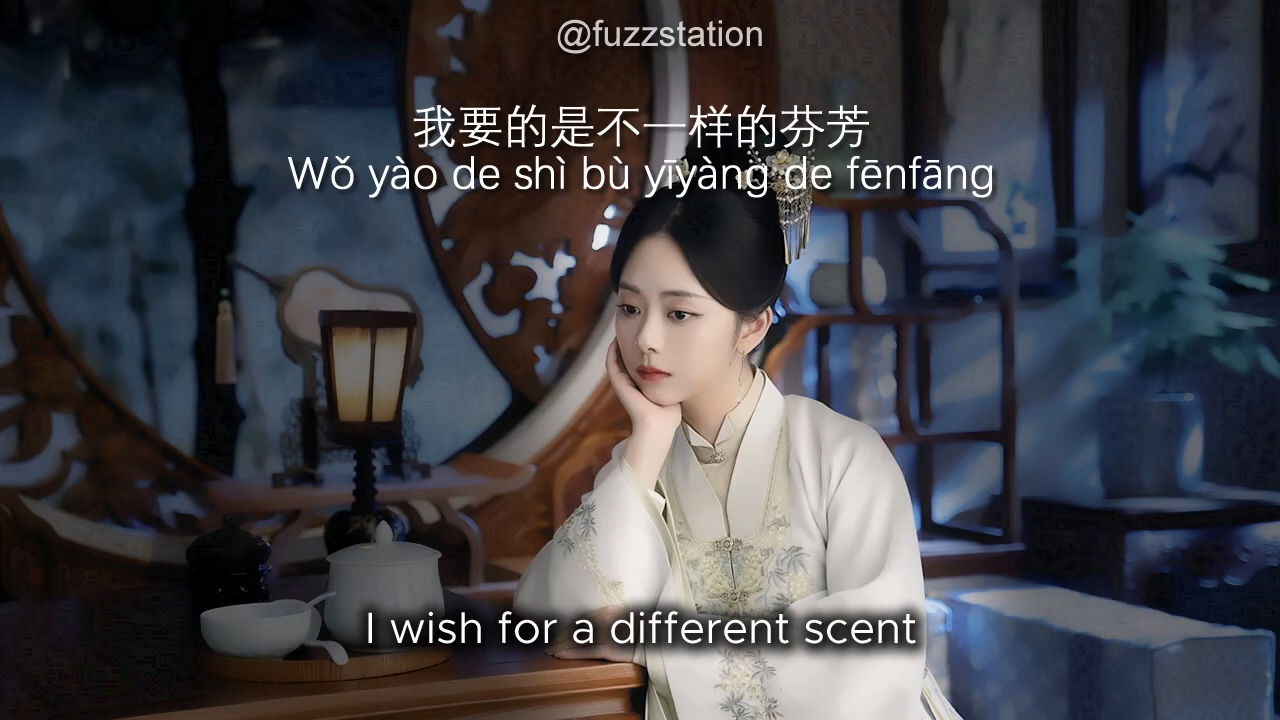 @fuzzstation
我要的是不一样的芬芳
Wǒ yào de shì bù yīyàng de fēnfāng
I wish for a different scent